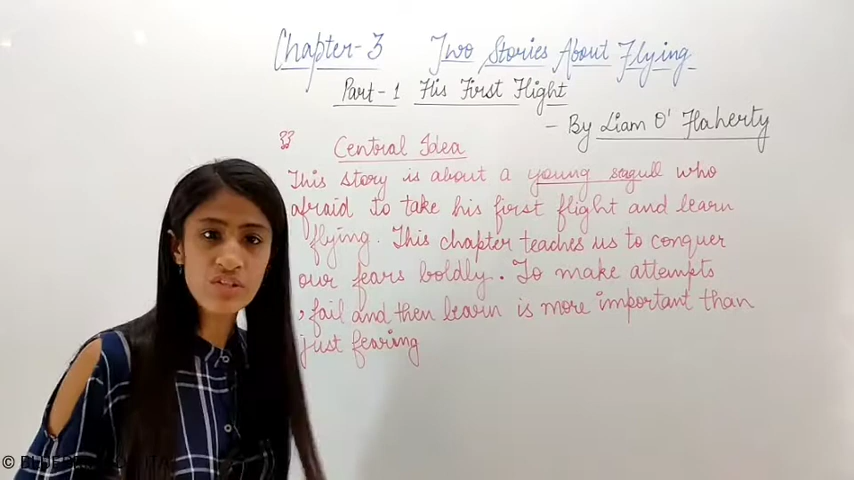 Chapter-3 Two Stories About Flying
Part-1 His First Flight
- By Liam O' Flaherty
Central Idea
This story is about a young seagull who
afraid to take his first flight and learn
flying. This chapter teaches us to conquer
our fears boldly. To make attempts
, fail and then learn is more important than
just fearing